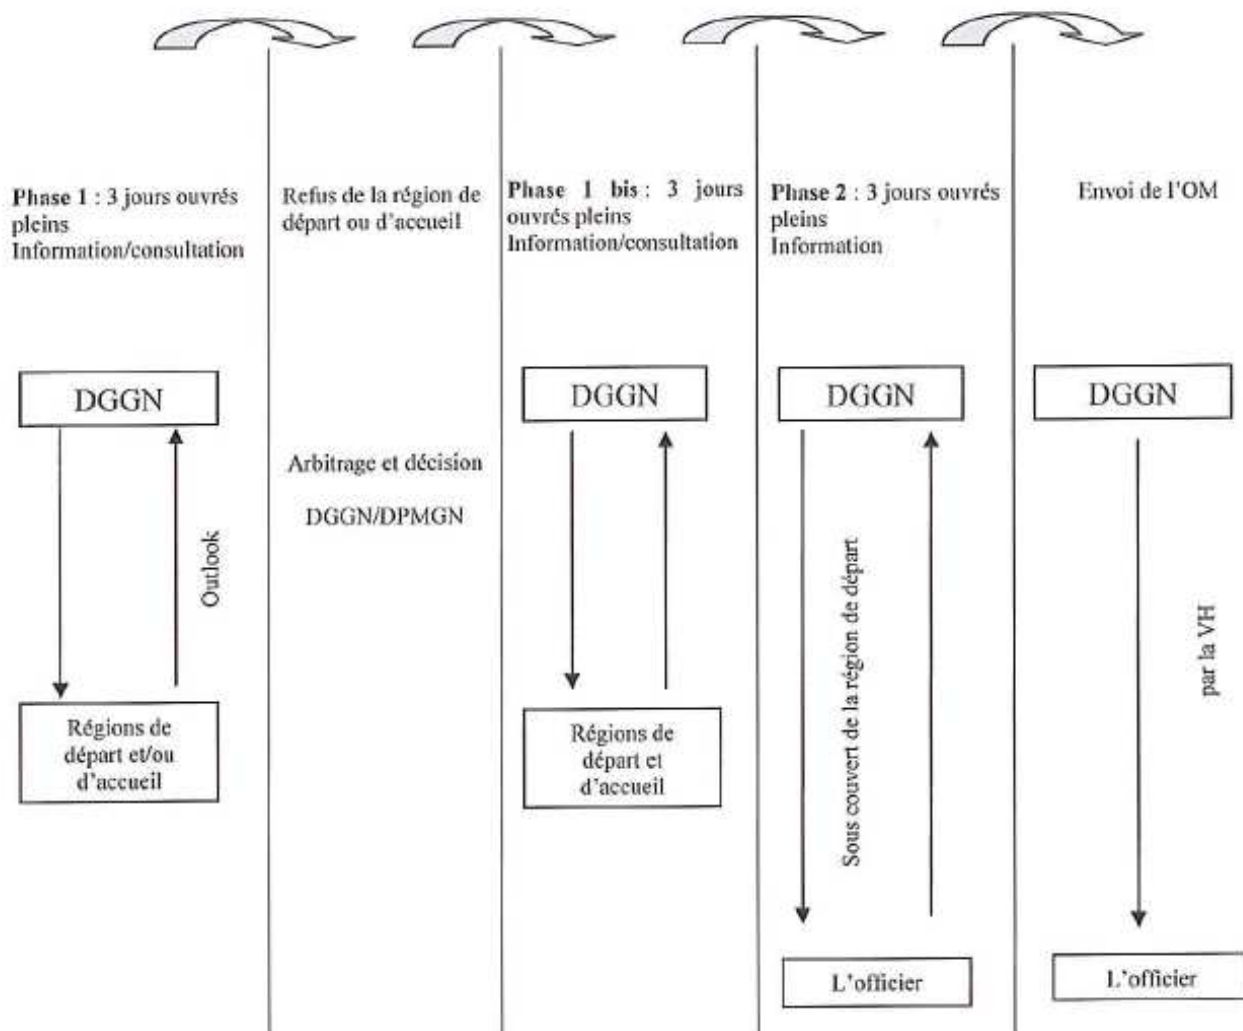 Phase 1 : 3 jours ouvrés
pleins
Information/consultation
DGGN
Outlook
Régions de
départ et/ou
d'accueil
Refus de la région de
départ ou d'accueil
Arbitrage et décision
DGGN/DPMGN
Phase 1 bis : 3 jours
ouvrés pleins
Information/consultation
DGGN
Régions de
départ et
d'accueil
Phase 2 : 3 jours ouvrés
pleins
Information
DGGN
Sous couvert de la région de départ
L'officier
Envoi de l'OM
DGGN
par la VH
L'officier